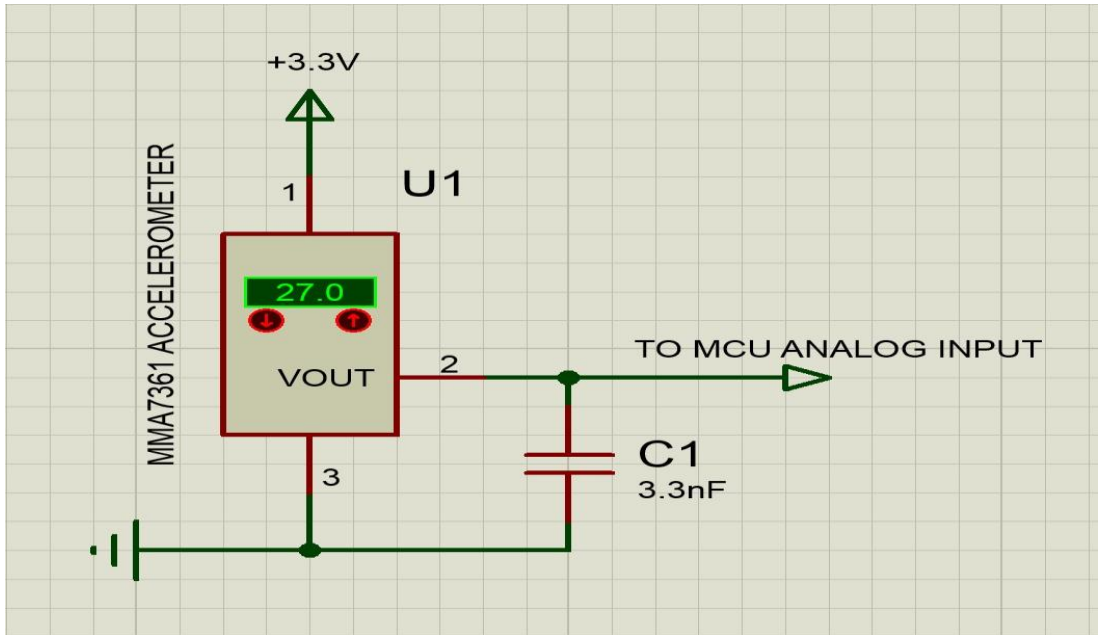 +3.3V
MMA7361 ACCELEROMETER
1
U1
27.0
VOUT
2
TO MCU ANALOG INPUT
3
C1
3.3nF